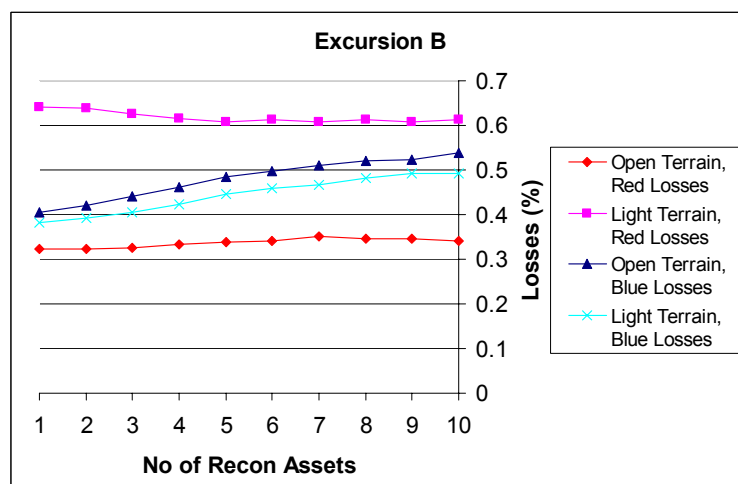 Excursion B
0.7
0.6
0.5
0.4
0.3
0.2
0.1
0
Losses (%)
1 2 3 4 5 6 7 8 9 10
No of Recon Assets
Open Terrain,
Red Losses
Light Terrain,
Red Losses
Open Terrain,
Blue Losses
Light Terrain,
Blue Losses